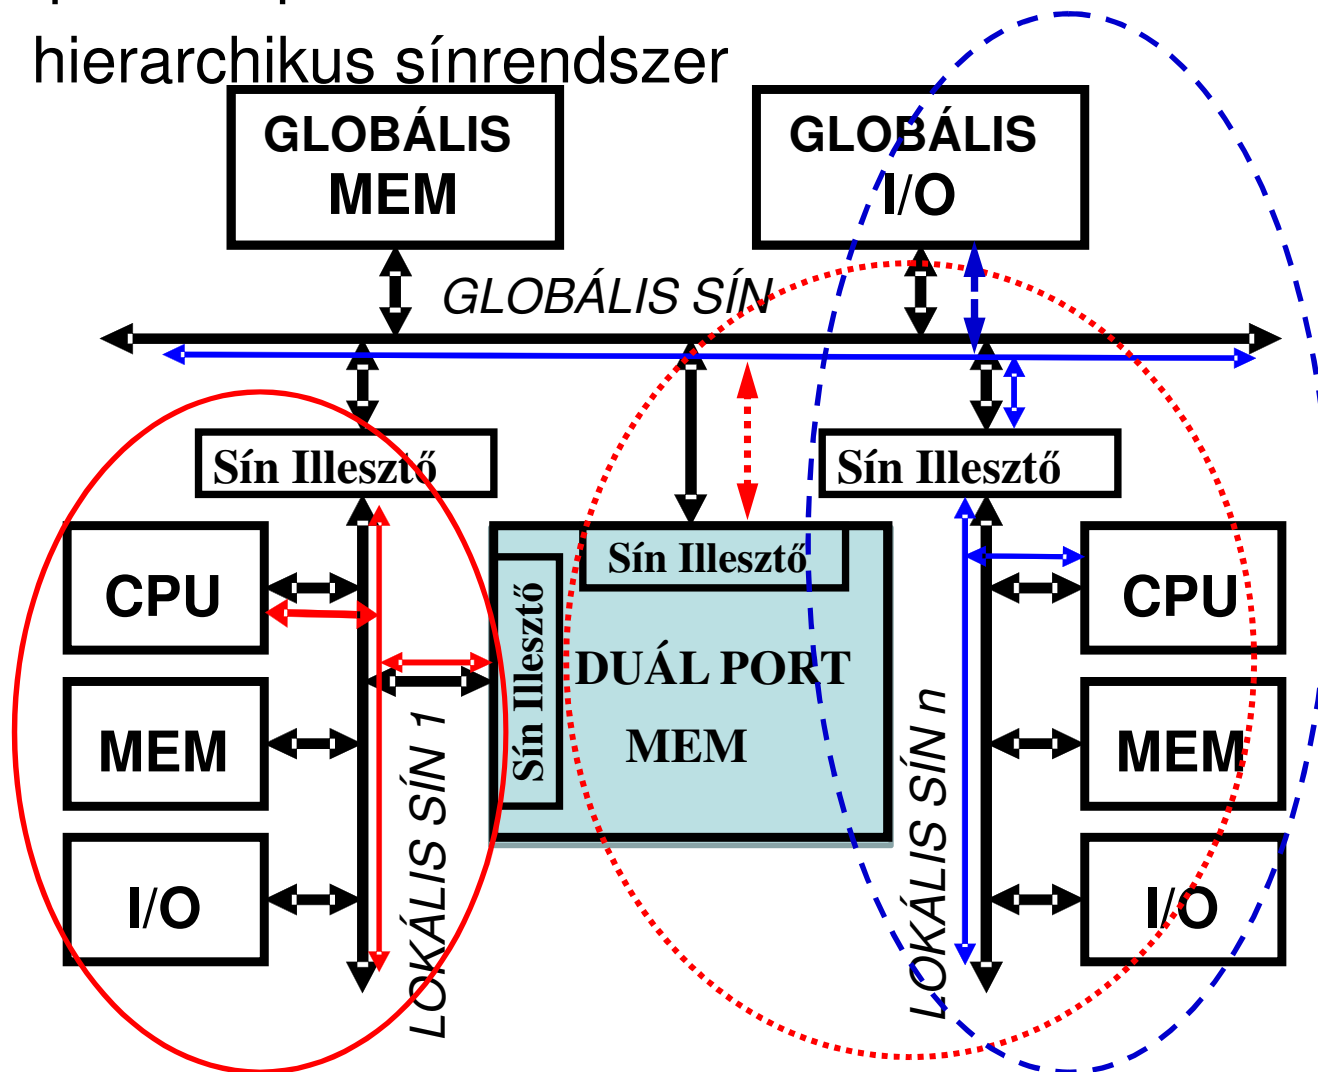 hierarchikus sínrendszer
GLOBÁLIS
MEM
GLOBÁLIS
I/O
GLOBÁLIS SÍN
Sín Illesztő
Sín Illesztő
CPU
MEM
I/O
LOKÁLIS SÍN 1
Sín Illesztő
Sín Illesztő
DUÁL PORT
MEM
LOKÁLIS SÍN n
CPU
MEM
I/O